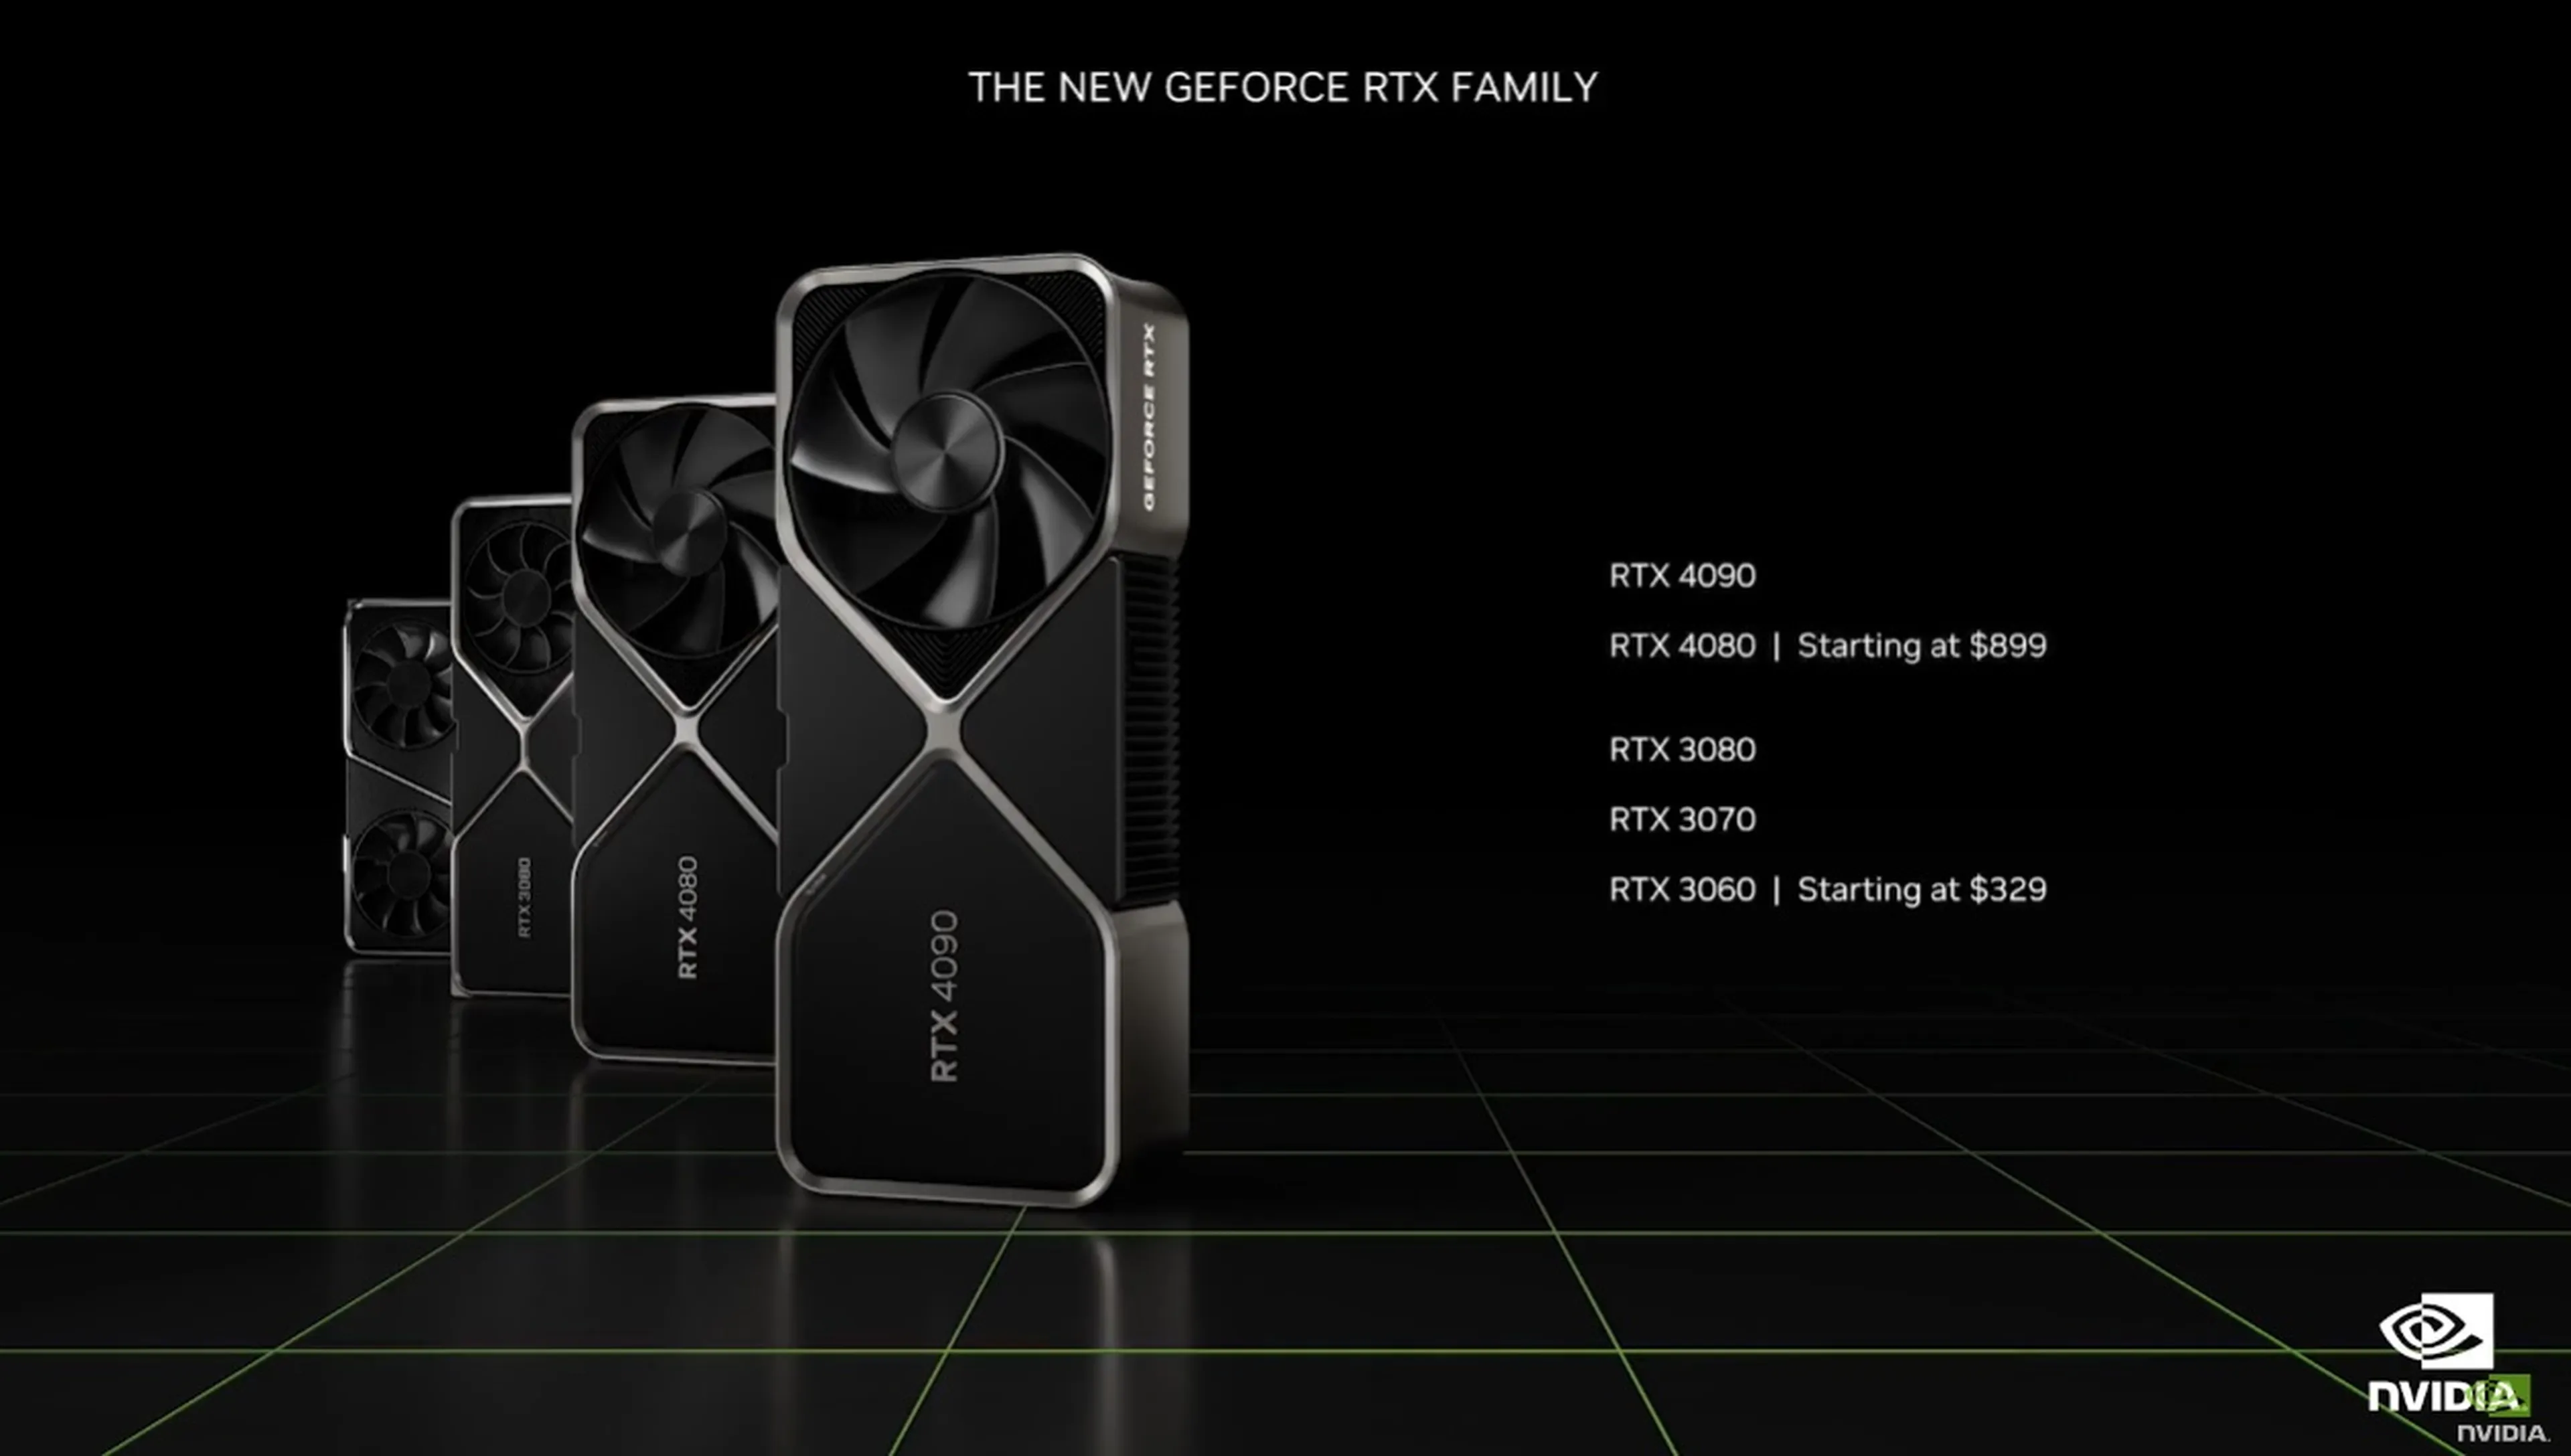 THE NEW GEFORCE RTX FAMILY
GEFORCE RTX
RTX 4090
RTX 4080
RTX 3080
RTX 4090
RTX 4080 | Starting at $899
RTX 3080
RTX 3070
RTX 3060 | Starting at $329
NVIDIA
NVIDIA.